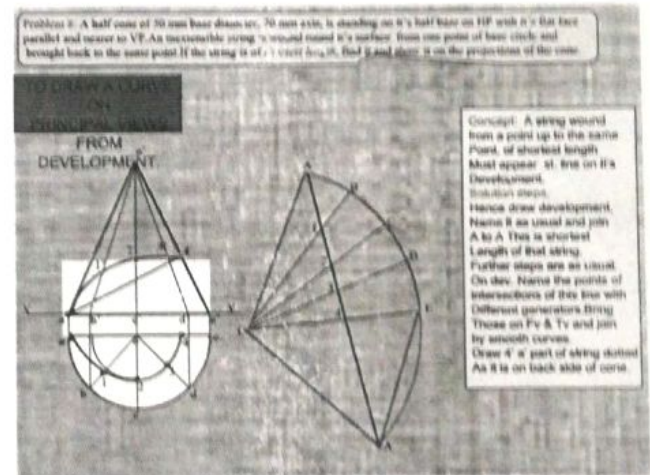 Problem 8: A half cone of 50 mm base diameter, 70 mm axis, is standing on it's half base on HP with it's flat face
parallel and nearer to VP. An inextensible string is wound round it's surface from one point of base circle and
brought back to the same point. If the string is of shortest length, find it and show it on the projections of the cone.
TO DRAW A CURVE
ON
PRINCIPAL VIEWS
FROM
DEVELOPMENT.
Concept: A string wound
from a point up to the same
Point, of shortest length
Must appear st. line on it's
Development.
Solution steps:
Hence draw development,
Name it as usual and join
A to A This is shortest
Length of that string.
Further steps are as usual.
On dev. Name the points of
intersections of this line with
Different generators. Bring
Those on Fv & Tv and join
by smooth curves.
Draw 4' a' part of string dotted
As it is on back side of cone.
A
B
D
E
A